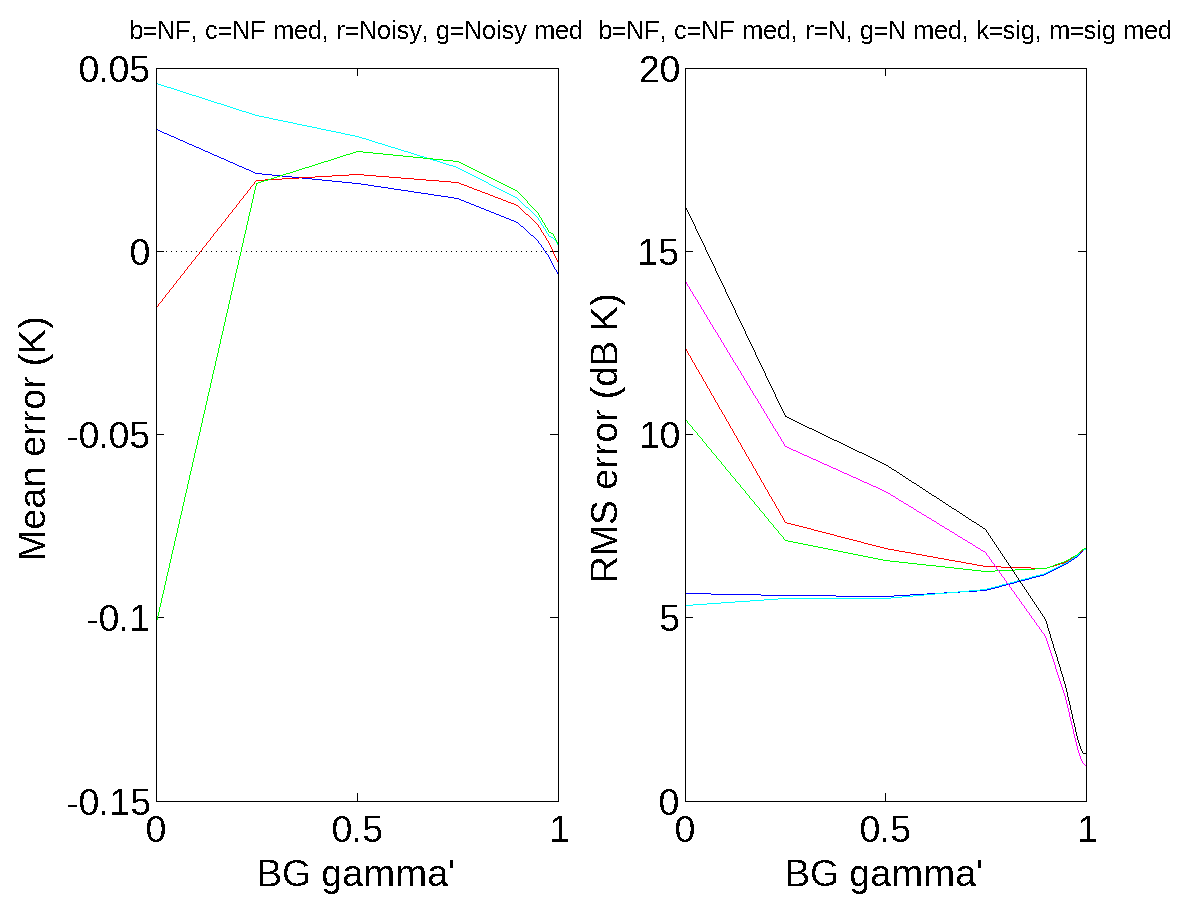 b=NF, c=NF med, r=Noisy, g=Noisy med
0.05
0
-0.05
-0.1
-0.15
0
0.5
1
Mean error (K)
BG gamma'
b=NF, c=NF med, r=N, g=N med, k=sig, m=sig med
20
15
10
5
0
0
0.5
1
RMS error (dB K)
BG gamma'